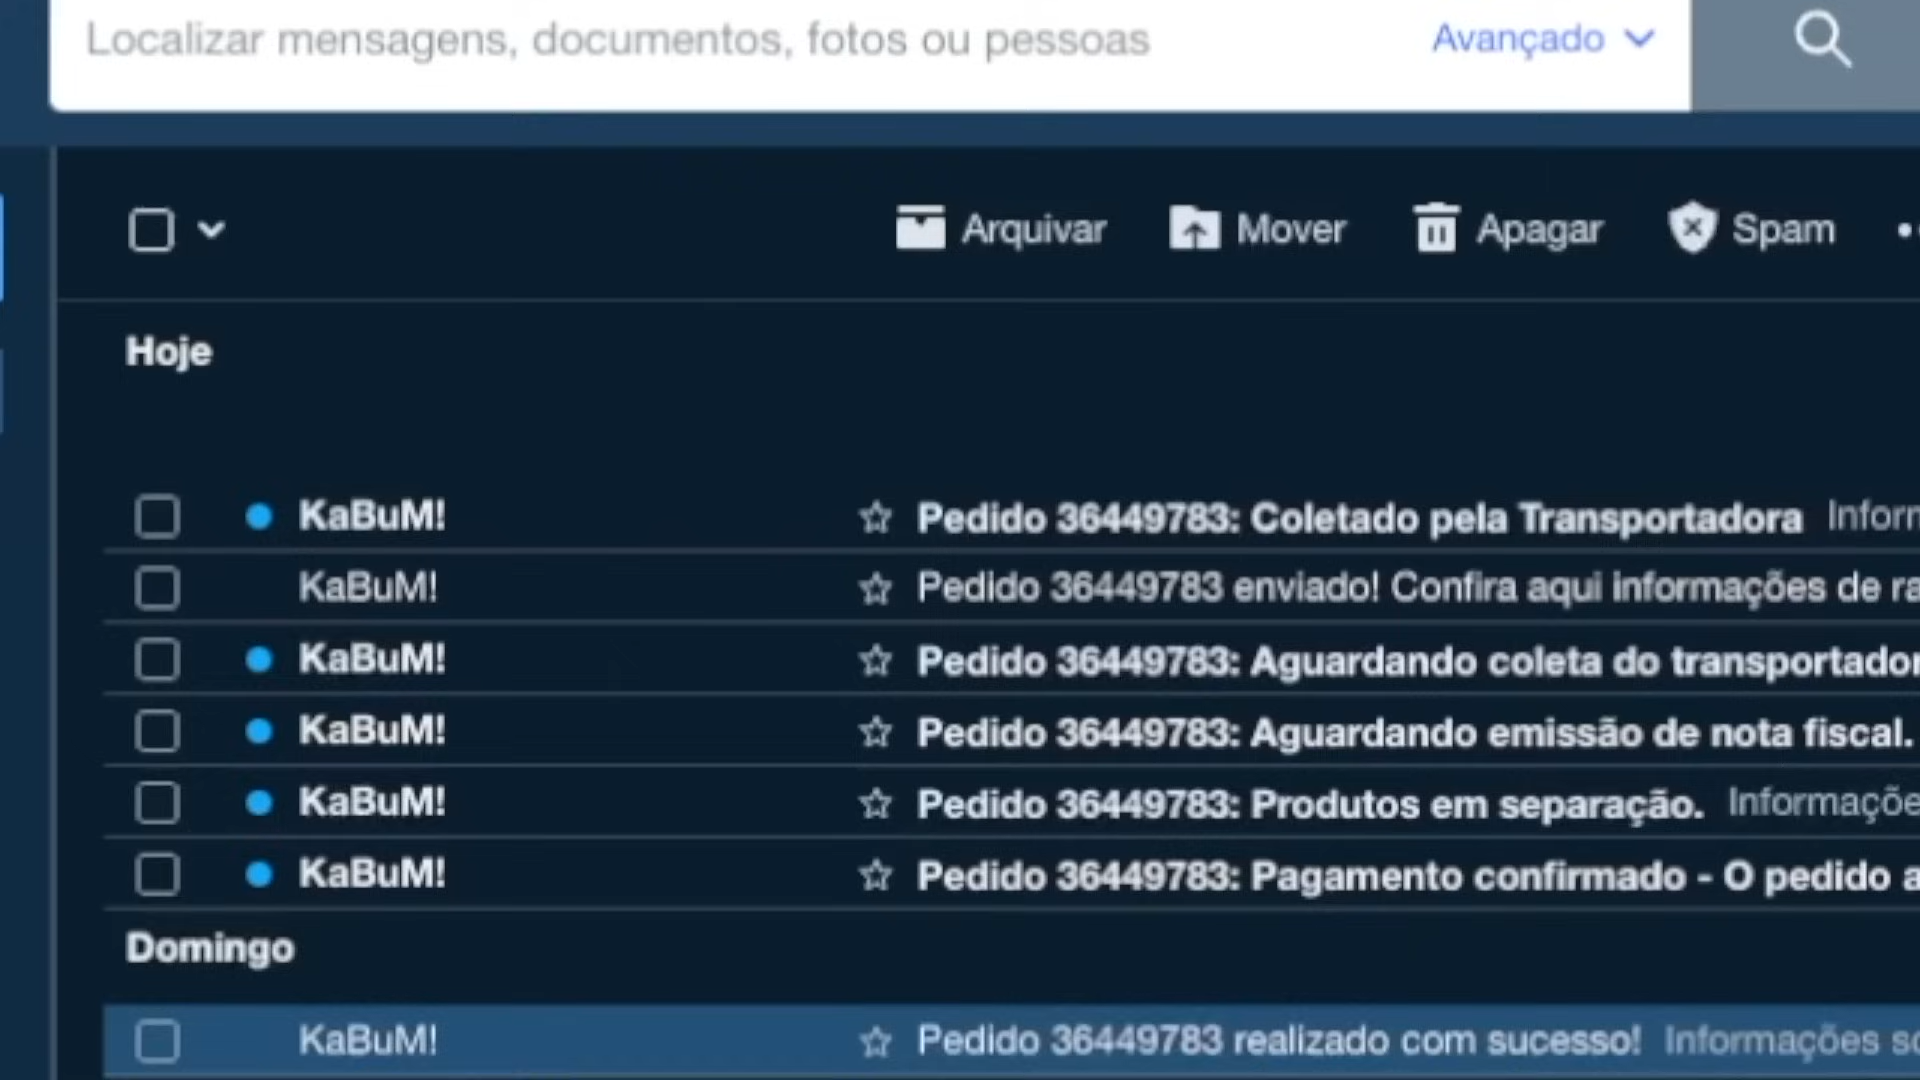 Localizar mensagens, documentos, fotos ou pessoas Avançado
Arquivar Mover Apagar Spam
Hoje
KaBuM! Pedido 36449783: Coletado pela Transportadora
KaBuM! Pedido 36449783 enviado! Confira aqui informações de
KaBuM! Pedido 36449783: Aguardando coleta do
KaBuM! Pedido 36449783: Aguardando emissão de nota fiscal.
KaBuM! Pedido 36449783: Produtos em separação.
KaBuM! Pedido 36449783: Pagamento confirmado - O pedido
Domingo
KaBuM! Pedido 36449783 realizado com sucesso! Informações